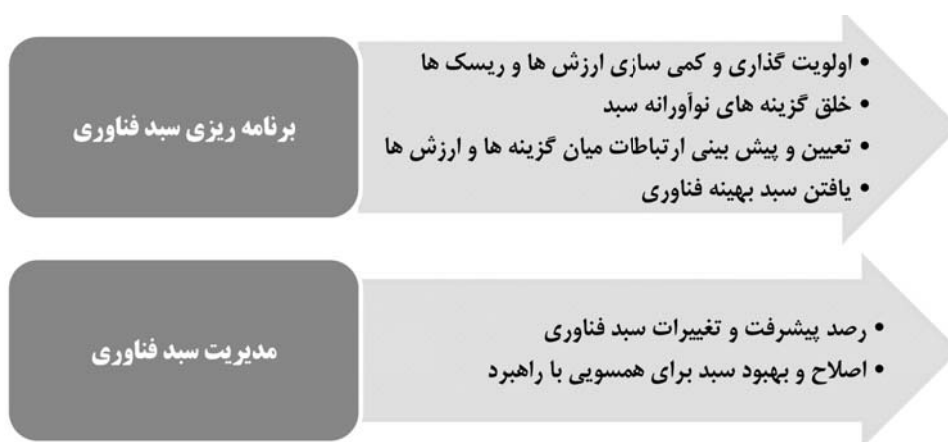 برنامه ریزی سبد فناوری
• اولویت گذاری و کمی سازی ارزش ها و ریسک ها
• خلق گزینه های نوآورانه سبد
• تعیین و پیش بینی ارتباطات میان گزینه ها و ارزش ها
• یافتن سبد بهینه فناوری
مدیریت سبد فناوری
• رصد پیشرفت و تغییرات سبد فناوری
• اصلاح و بهبود سبد برای همسویی با راهبرد